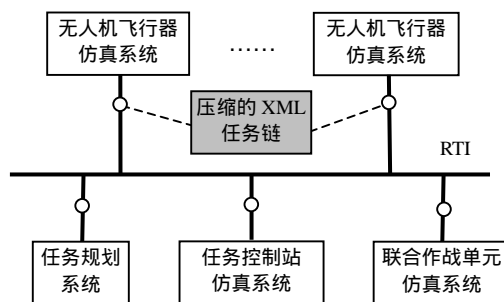 无人机飞行器
仿真系统
……
无人机飞行器
仿真系统
压缩的 XML
任务链
RTI
任务规划
系统
任务控制站
仿真系统
联合作战单元
仿真系统